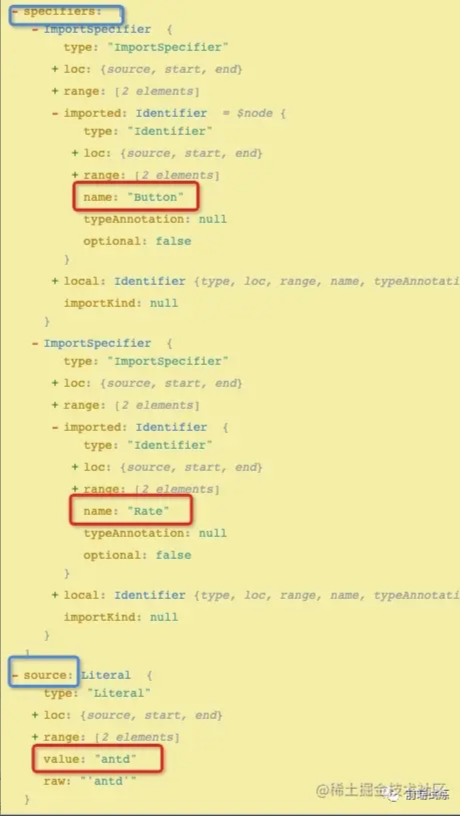 - specifiers: [
- ImportSpecifier {
type: "ImportSpecifier"
+ loc: {source, start, end}
+ range: [2 elements]
- imported: Identifier = $node {
type: "Identifier"
+ loc: {source, start, end}
+ range: [2 elements]
name: "Button"
typeAnnotation: null
optional: false
}
+ local: Identifier {type, loc, range, name, typeAnnotati
importKind: null
}
- ImportSpecifier {
type: "ImportSpecifier"
+ loc: {source, start, end}
+ range: [2 elements]
- imported: Identifier {
type: "Identifier"
+ loc: {source, start, end}
+ range: [2 elements]
name: "Rate"
typeAnnotation: null
optional: false
}
+ local: Identifier {type, loc, range, name, typeAnnotati
importKind: null
}
]
- source: Literal {
type: "Literal"
+ loc: {source, start, end}
+ range: [2 elements]
value: "antd"
raw: "'antd'"
}
@稀土掘金技术社区